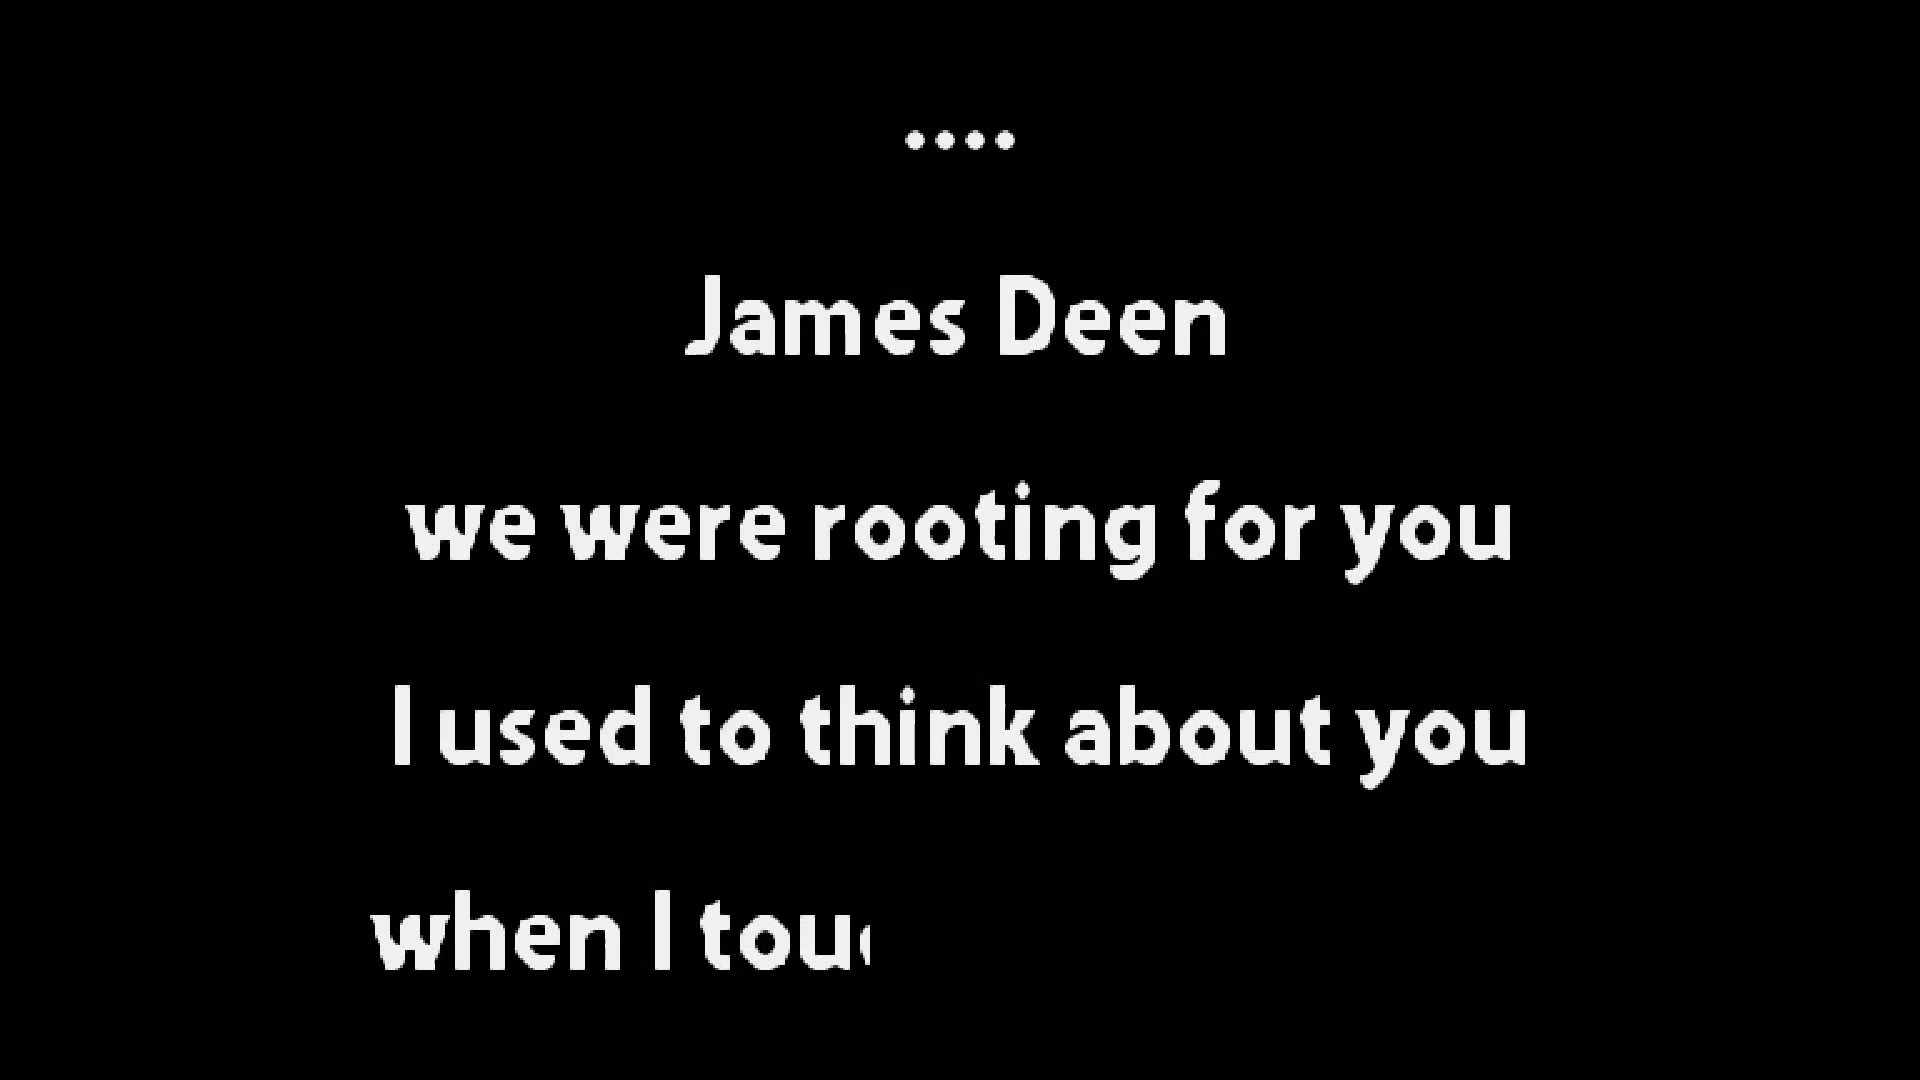 ....
James Deen
we were rooting for you
I used to think about you
when I tou